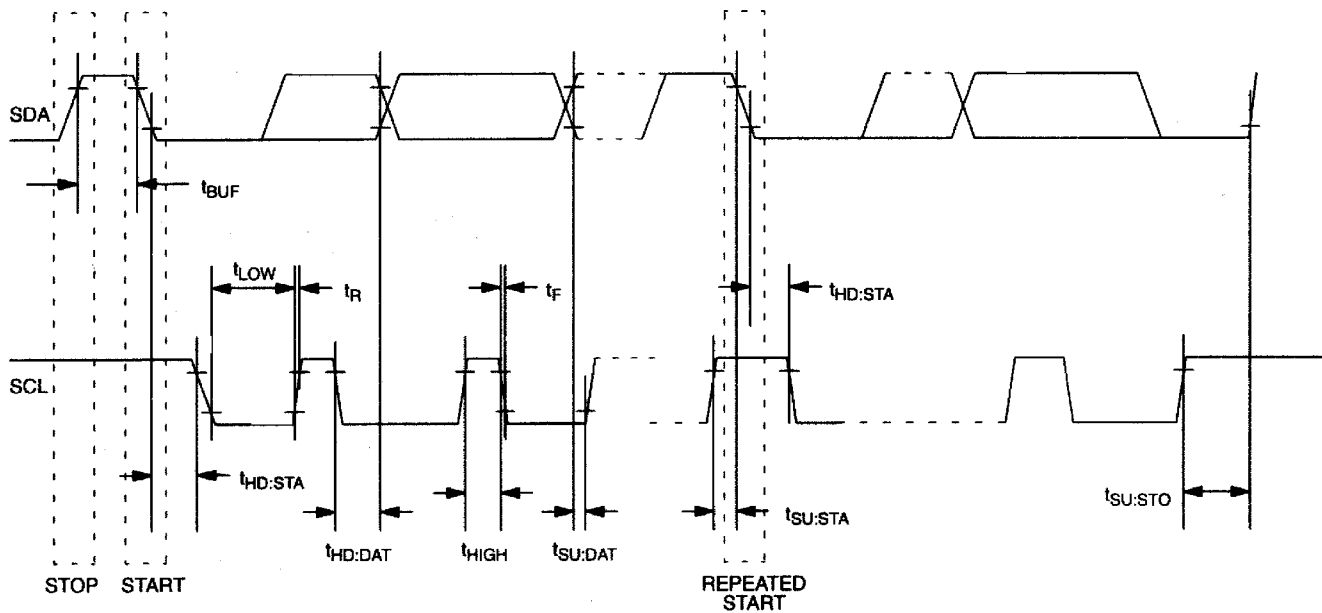 SDA
tBUF
tLOW
tR
tF
tHD:STA
SCL
tHD:STA
tSU:STO
tSU:STA
tHD:DAT
tHIGH
tSU:DAT
STOP
START
REPEATED
START